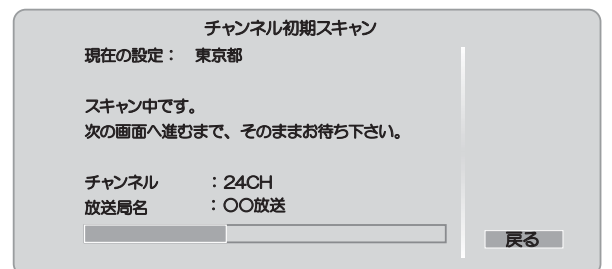 チャンネル初期スキャン
現在の設定： 東京都
スキャン中です。
次の画面へ進むまで、そのままお待ち下さい。
チャンネル ：24CH
放送局名 ：〇〇放送
戻る